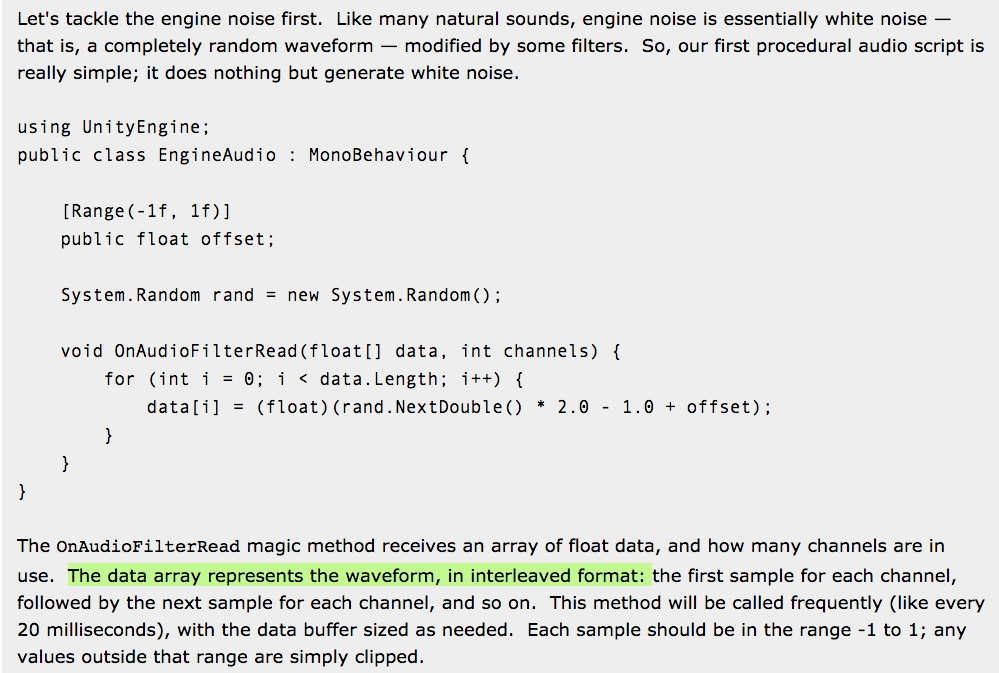 Let's tackle the engine noise first.  Like many natural sounds, engine noise is essentially white noise —
that is, a completely random waveform — modified by some filters.  So, our first procedural audio script is
really simple; it does nothing but generate white noise.
using UnityEngine;
public class EngineAudio : MonoBehaviour {
    [Range(-1f, 1f)]
    public float offset;
    System.Random rand = new System.Random();
    void OnAudioFilterRead(float[] data, int channels) {
        for (int i = 0; i < data.Length; i++) {
            data[i] = (float)(rand.NextDouble() * 2.0 - 1.0 + offset);
        }
    }
}
The OnAudioFilterRead magic method receives an array of float data, and how many channels are in
use.  The data array represents the waveform, in interleaved format: the first sample for each channel,
followed by the next sample for each channel, and so on.  This method will be called frequently (like every
20 milliseconds), with the data buffer sized as needed.  Each sample should be in the range -1 to 1; any
values outside that range are simply clipped.